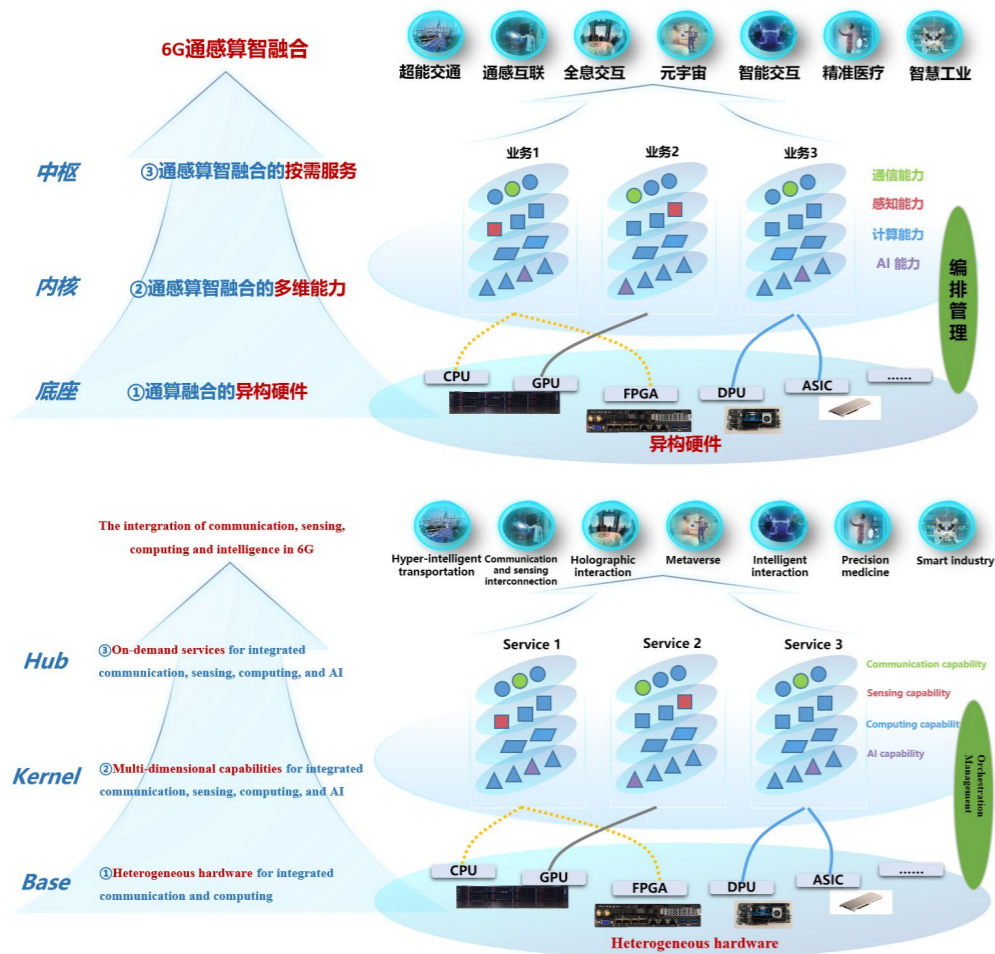 6G通感算智融合
超能交通
通感互联
全息交互
元宇宙
智能交互
精准医疗
智慧工业
中枢
③通感算智融合的按需服务
内核
②通感算智融合的多维能力
底座
①通算融合的异构硬件
业务1
业务2
业务3
通信能力
感知能力
计算能力
AI 能力
编排管理
CPU
GPU
FPGA
DPU
ASIC
......
异构硬件
The intergration of communication, sensing,
computing and intelligence in 6G
Hyper-intelligent
transportation
Communication
and sensing
interconnection
Holographic
interaction
Metaverse
Intelligent
interaction
Precision
medicine
Smart industry
Hub
③On-demand services for integrated
communication, sensing, computing, and AI
Kernel
②Multi-dimensional capabilities for integrated
communication, sensing, computing, and AI
Base
①Heterogeneous hardware for integrated
communication and computing
Service 1
Service 2
Service 3
Communication capability
Sensing capability
Computing capability
AI capability
Orchestration
Management
CPU
GPU
FPGA
DPU
ASIC
......
Heterogeneous hardware